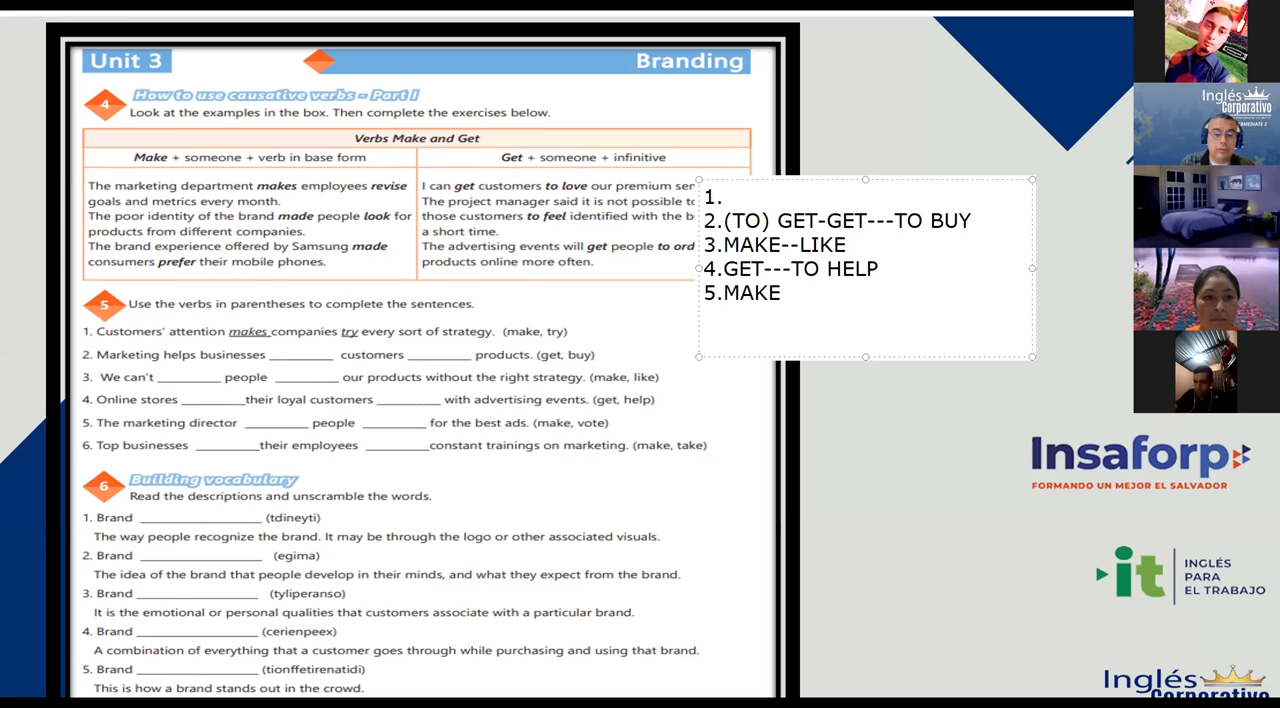 Unit 3
Branding
4
How to use causative verbs - Part I
Look at the examples in the box. Then complete the exercises below.
Verbs Make and Get
Make + someone + verb in base form
Get + someone + infinitive
The marketing department makes employees revise
goals and metrics every month.
The poor identity of the brand made people look for
products from different companies.
The brand experience offered by Samsung made
consumers prefer their mobile phones.
I can get customers to love our premium
The project manager said it is not possible
those customers to feel identified with the
a short time.
The advertising events will get people to
products online more often.
1.
2.(TO) GET-GET---TO BUY
3.MAKE--LIKE
4.GET---TO HELP
5.MAKE
5
Use the verbs in parentheses to complete the sentences.
1. Customers' attention makes companies try every sort of strategy. (make, try)
2. Marketing helps businesses __________ customers __________ products. (get, buy)
3. We can't __________ people __________ our products without the right strategy. (make, like)
4. Online stores __________their loyal customers __________ with advertising events. (get, help)
5. The marketing director __________ people __________ for the best ads. (make, vote)
6. Top businesses __________their employees __________constant trainings on marketing. (make, take)
6
Building vocabulary
Read the descriptions and unscramble the words.
1. Brand ___________________ (tdineyti)
The way people recognize the brand. It may be through the logo or other associated visuals.
2. Brand ___________________ (egima)
The idea of the brand that people develop in their minds, and what they expect from the brand.
3. Brand ___________________ (tyliperanso)
It is the emotional or personal qualities that customers associate with a particular brand.
4. Brand ___________________ (cerienpeex)
A combination of everything that a customer goes through while purchasing and using that brand.
5. Brand ___________________ (tionffetirenatidi)
This is how a brand stands out in the crowd.
Inglés
Corporativo
Insaforp
FORMANDO UN MEJOR EL SALVADOR
it
INGLÉS
PARA
EL TRABAJO
Inglés
Corporativo